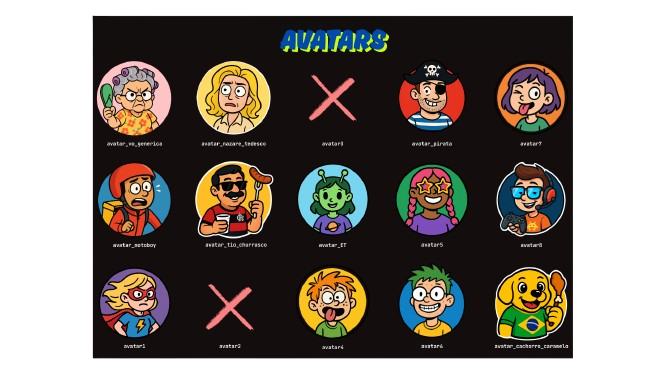 AVATARS
avatar_vo_generica
avatar_nazare_tedesco
avatar3
avatar_pirata
avatar7
avatar_motoboy
avatar_tio_churrasco
avatar_ET
avatar5
avatar8
avatar1
avatar2
avatar4
avatar6
avatar_cachorro_caramelo